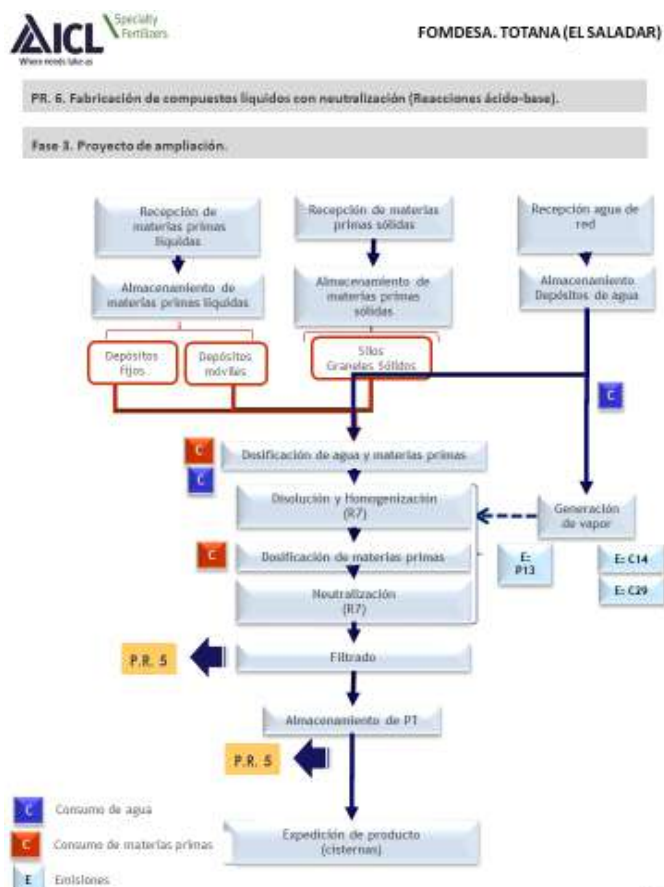 ICL
Specialty
Fertilizers
Where needs take us
FOMDESA. TOTANA (EL SALADAR)
PR. 6. Fabricación de compuestos líquidos con neutralización (Reacciones ácido-base).
Fase 3. Proyecto de ampliación.
Recepción de
materias primas
líquidas
Recepción de materias
primas sólidas
Recepción agua de
red
Almacenamiento de
materias primas líquidas
Almacenamiento de
materias primas
sólidas
Almacenamiento
Depósitos de agua
Depósitos
fijos
Depósitos
móviles
Silos
Graneles Sólidos
C
C
Dosificación de agua y materias primas
C
Disolución y Homogenización
(R7)
Generación
de vapor
C
Dosificación de materias primas
E:
P13
E: C14
E: C29
Neutralización
(R7)
P.R. 5
Filtrado
Almacenamiento de PT
P.R. 5
C
Consumo de agua
C
Consumo de materias primas
Expedición de producto
(cisternas)
E
Emisiones